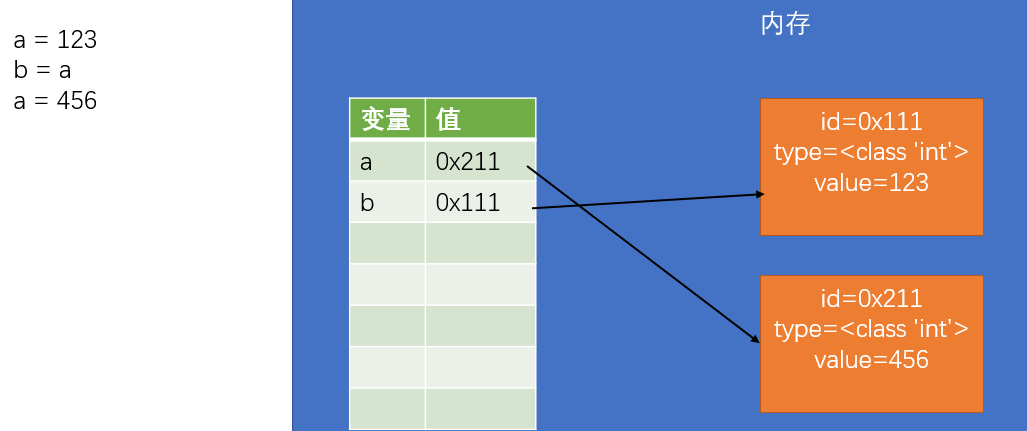 a = 123
b = a
a = 456
内存
变量 值
a 0x211
b 0x111
id=0x111
type=<class 'int'>
value=123
id=0x211
type=<class 'int'>
value=456